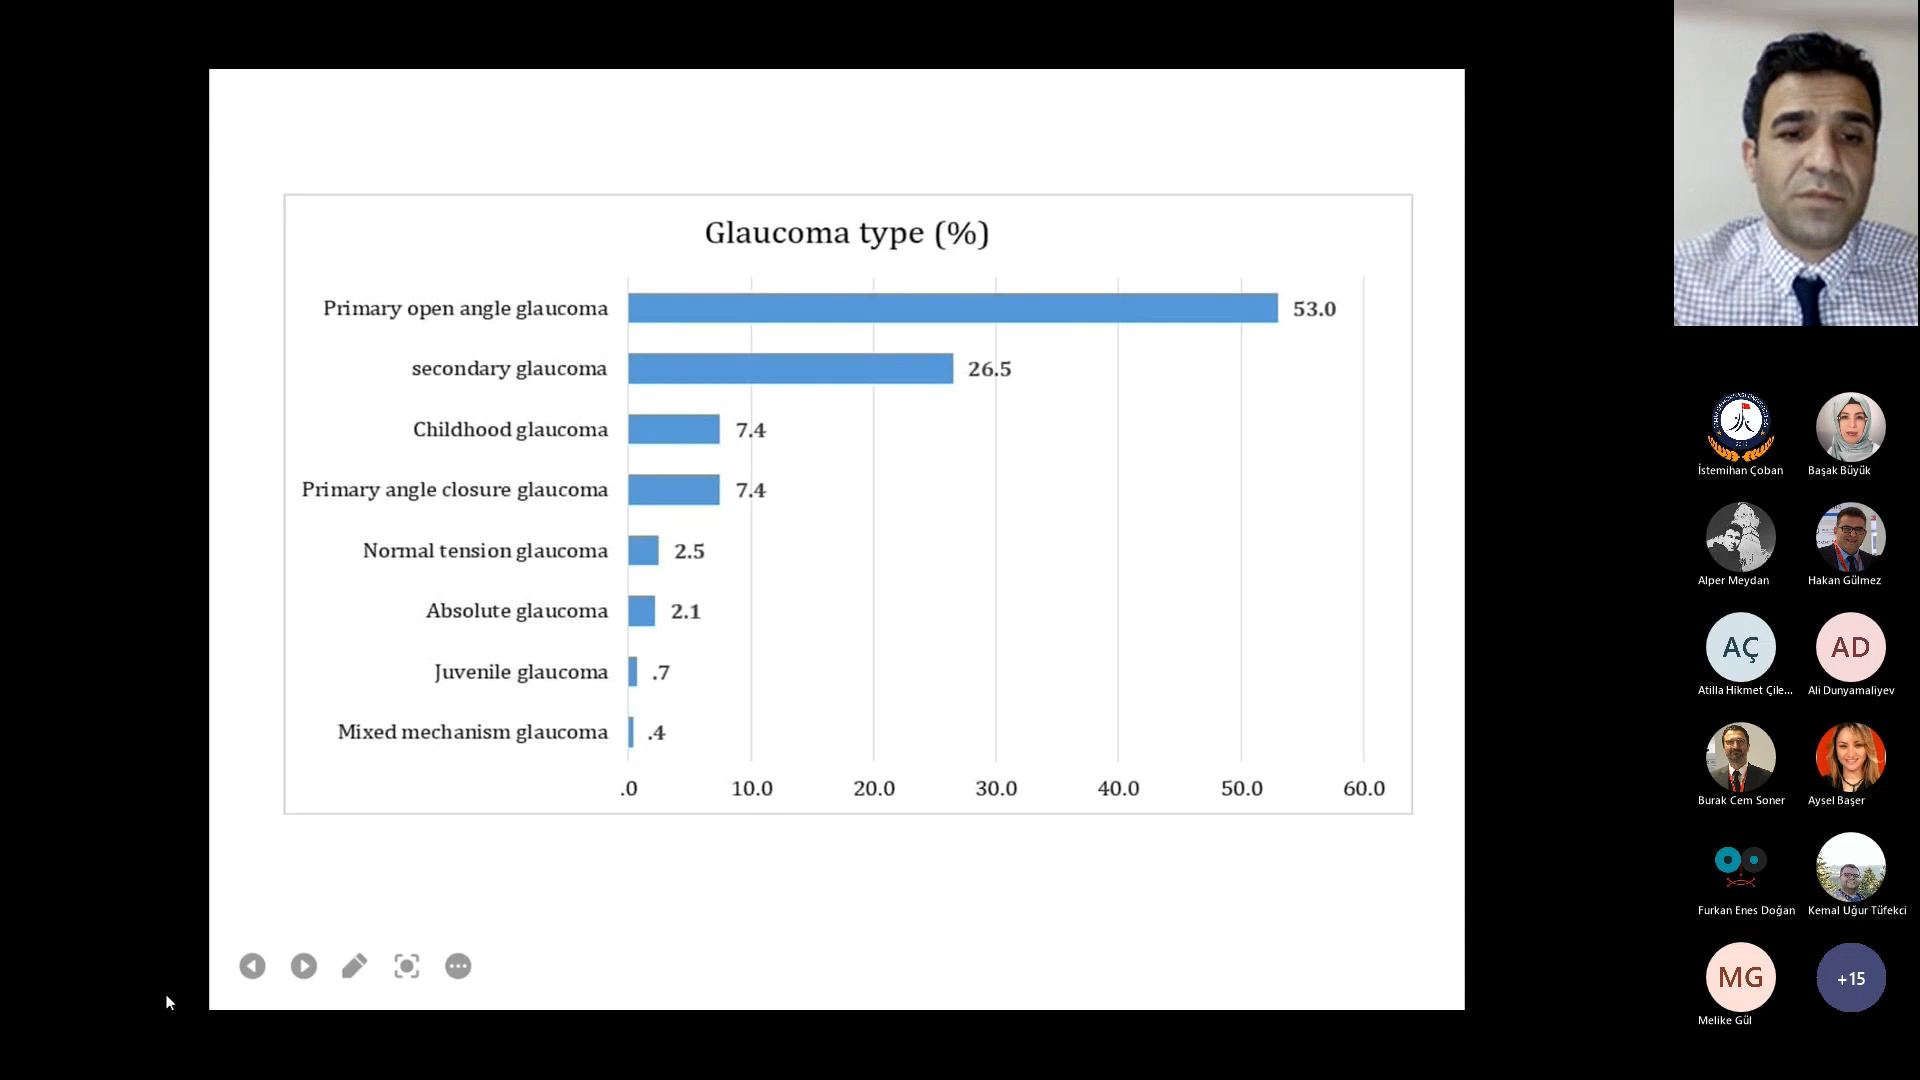 Glaucoma type (%)
Primary open angle glaucoma 53.0
secondary glaucoma 26.5
Childhood glaucoma 7.4
Primary angle closure glaucoma 7.4
Normal tension glaucoma 2.5
Absolute glaucoma 2.1
Juvenile glaucoma .7
Mixed mechanism glaucoma .4
.0 10.0 20.0 30.0 40.0 50.0 60.0
İstemihan Çoban
Başak Büyük
Alper Meydan
Hakan Gülmez
AÇ
AD
Atilla Hikmet Çile...
Ali Dunyamaliyev
Burak Cem Soner
Aysel Başer
Furkan Enes Doğan
Kemal Uğur Tüfekci
MG
+15
Melike Gül